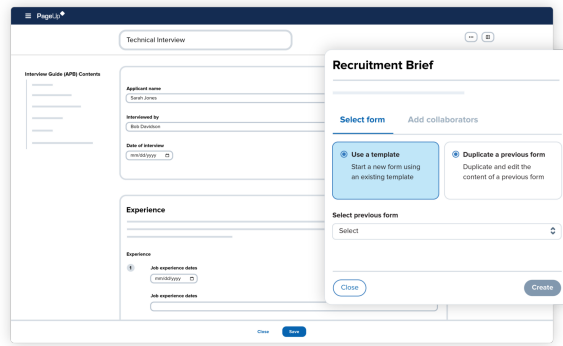 PageUp
Technical Interview
Interview Guide (APB) Contents
Applicant name
Sarah Jones
Interviewed by
Bob Davidson
Date of interview
mm/dd/yyyy
Experience
Experience
1
Job experience dates
mm/dd/yyyy
Job experience dates
Close
Save
Recruitment Brief
Select form
Add collaborators
Use a template
Start a new form using
an existing template
Duplicate a previous form
Duplicate and edit the
content of a previous form
Select previous form
Select
Close
Create